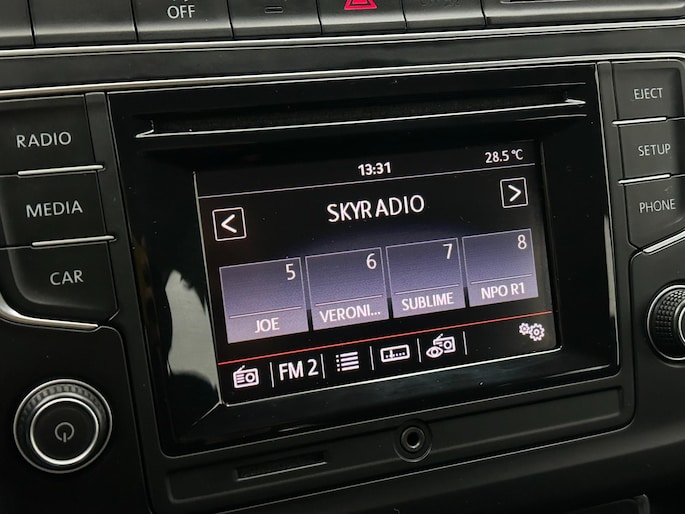 OFF
RADIO
MEDIA
CAR
EJECT
SETUP
PHONE
13:31
28.5 °C
<
SKYRADIO
>
5
JOE
6
VERONI...
7
SUBLIME
8
NPO R1
FM 2